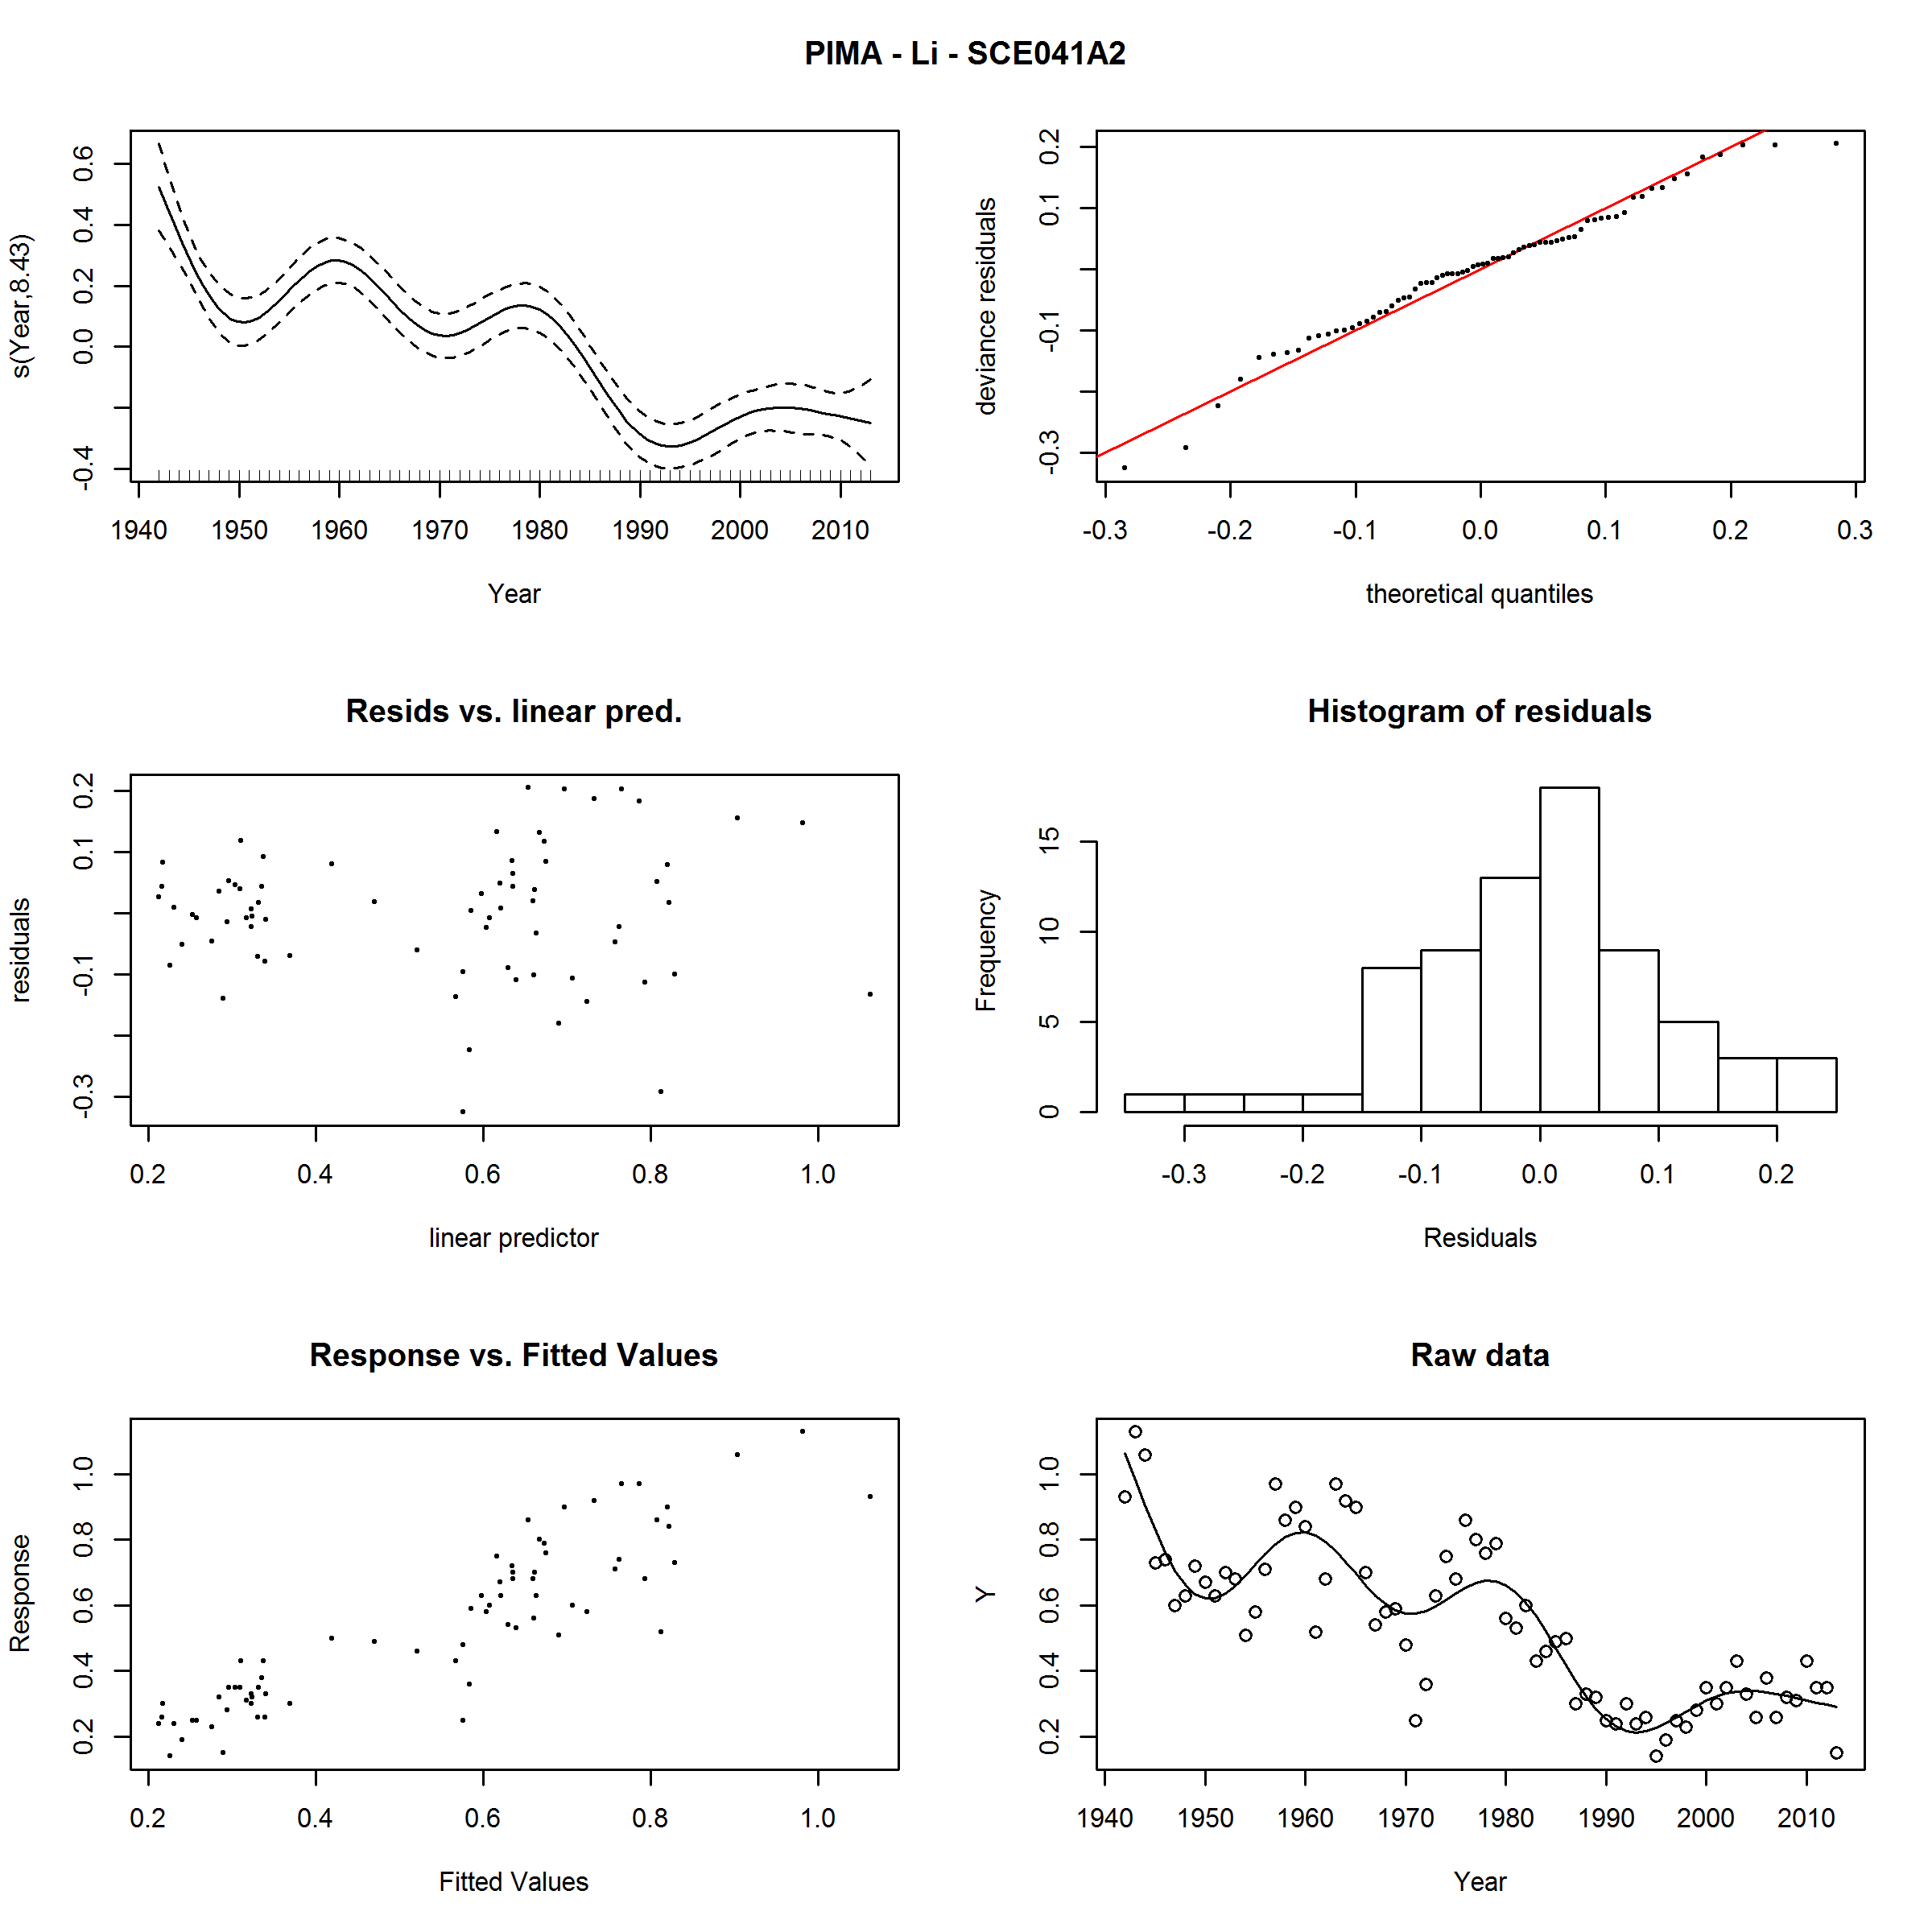 PIMA - Li - SCE041A2
s(Year,8.43)
0.6
0.4
0.2
0.0
-0.4
1940 1950 1960 1970 1980 1990 2000 2010
Year
deviance residuals
0.2
0.1
-0.1
-0.3
-0.3 -0.2 -0.1 0.0 0.1 0.2 0.3
theoretical quantiles
Resids vs. linear pred.
residuals
0.2
0.1
-0.1
-0.3
0.2 0.4 0.6 0.8 1.0
linear predictor
Histogram of residuals
Frequency
15
10
5
0
-0.3 -0.2 -0.1 0.0 0.1 0.2
Residuals
Response vs. Fitted Values
Response
1.0
0.8
0.6
0.4
0.2
0.2 0.4 0.6 0.8 1.0
Fitted Values
Raw data
Y
1.0
0.8
0.6
0.4
0.2
1940 1950 1960 1970 1980 1990 2000 2010
Year